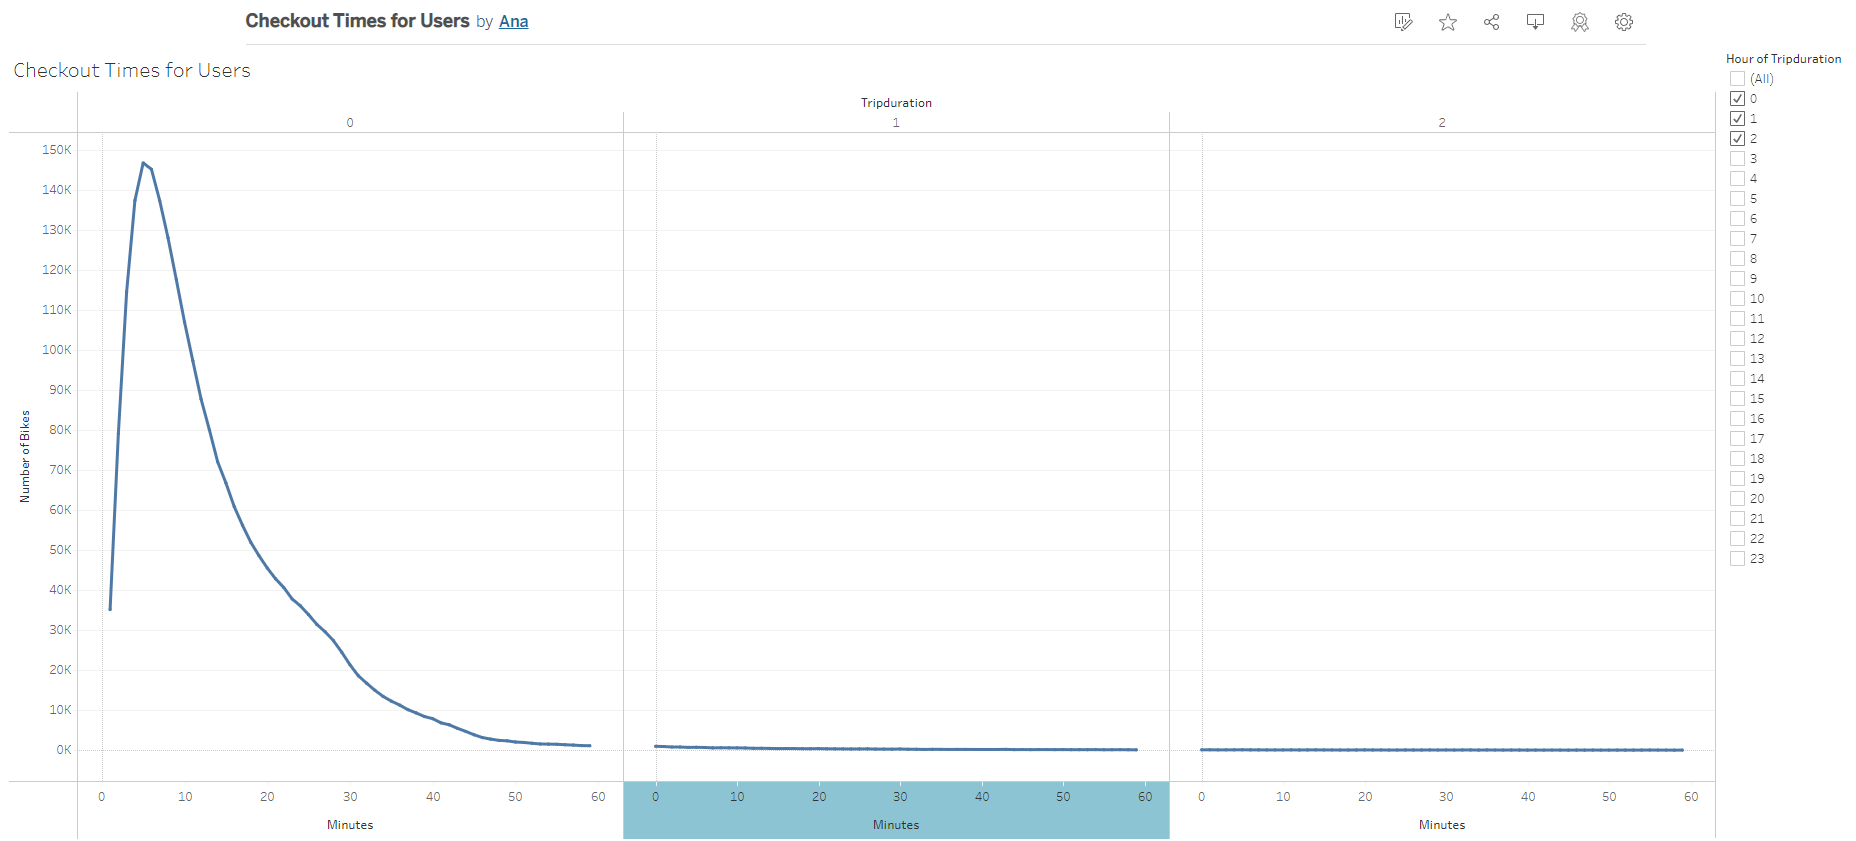 Checkout Times for Users by Ana
Checkout Times for Users
Tripduration
0 1 2
150K
140K
130K
120K
110K
100K
90K
80K
70K
60K
50K
40K
30K
20K
10K
0K
Number of Bikes
0 10 20 30 40 50 60 0 10 20 30 40 50 60 0 10 20 30 40 50 60
Minutes Minutes Minutes
Hour of Tripduration
(All)
0
1
2
3
4
5
6
7
8
9
10
11
12
13
14
15
16
17
18
19
20
21
22
23